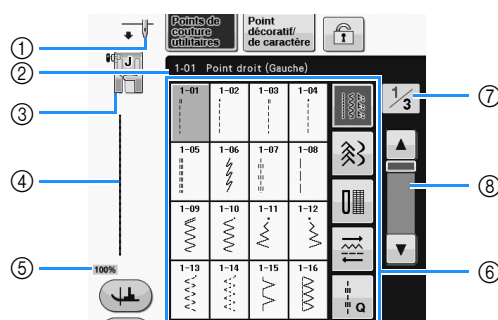 Points de couture utilitaires
Point décoratif/ de caractère
①
②
1-01 Point droit (Gauche)
③
J
1-01 1-02 1-03 1-04
1/3
⑦
④
1-05 1-06 1-07 1-08
⑧
1-09 1-10 1-11 1-12
⑤
100%
⑥
1-13 1-14 1-15 1-16
Q